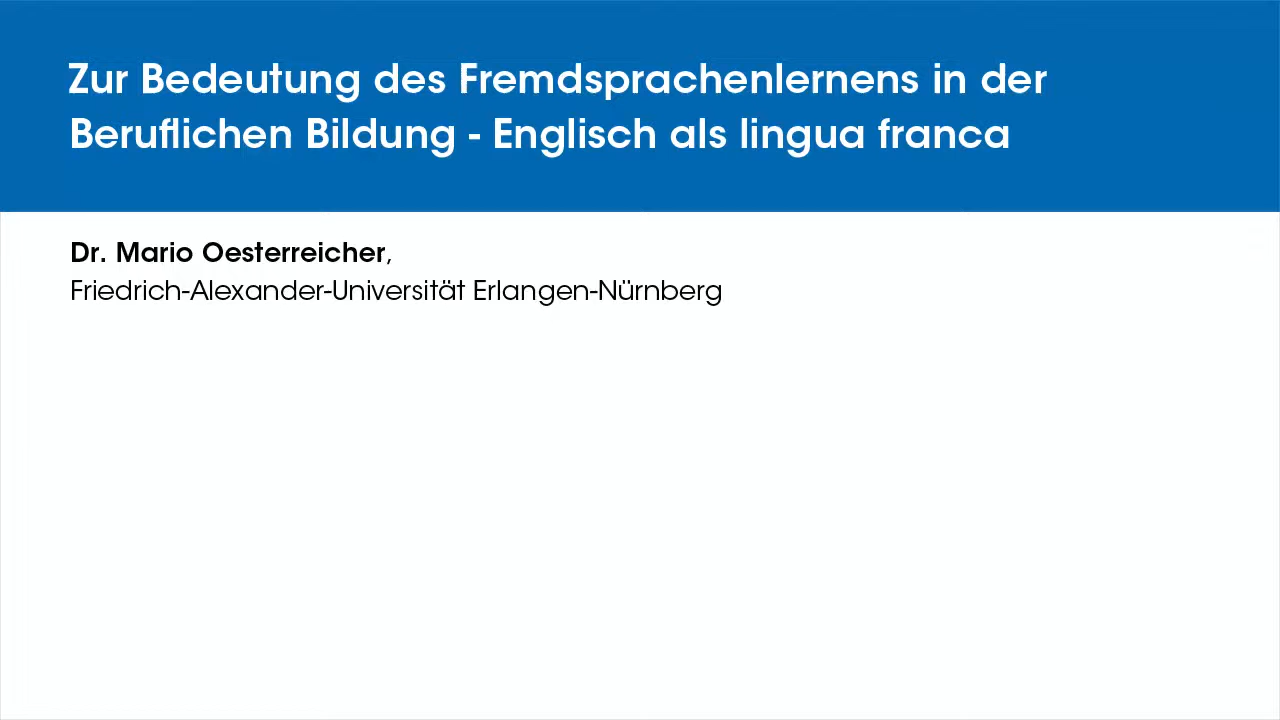 Zur Bedeutung des Fremdsprachenlernens in der
Beruflichen Bildung - Englisch als lingua franca
Dr. Mario Oesterreicher,
Friedrich-Alexander-Universität Erlangen-Nürnberg